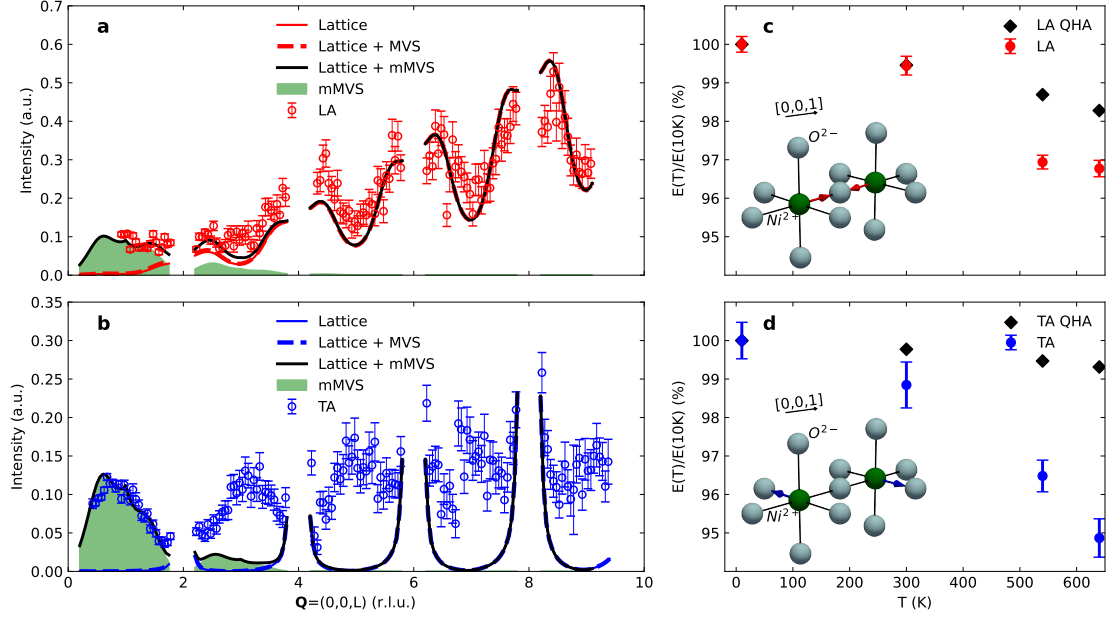 a
Lattice
Lattice + MVS
Lattice + mMVS
mMVS
LA
Intensity (a.u.)
0.7
0.6
0.5
0.4
0.3
0.2
0.1
0.0
b
Lattice
Lattice + MVS
Lattice + mMVS
mMVS
TA
Intensity (a.u.)
0.35
0.30
0.25
0.20
0.15
0.10
0.05
0.00
0 2 4 6 8 10
Q=(0,0,L) (r.l.u.)
c
LA QHA
LA
E(T)/E(10K) (%)
100
99
98
97
96
95
[0,0,1]
O²⁻
Ni²⁺
d
TA QHA
TA
E(T)/E(10K) (%)
100
99
98
97
96
95
[0,0,1]
O²⁻
Ni²⁺
0 100 200 300 400 500 600
T (K)